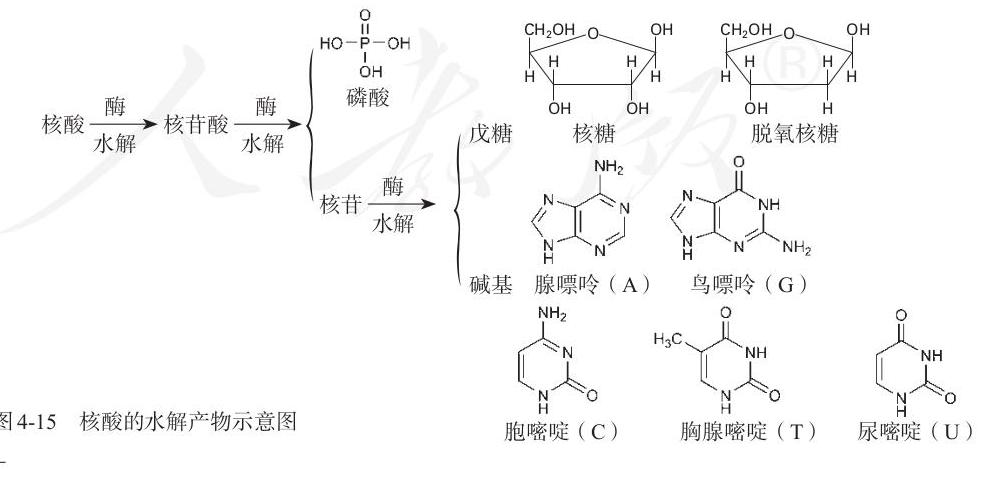 O
HO P OH
OH
磷酸
核酸 酶 水解 核苷酸 酶 水解
核苷 酶 水解
CH₂OH O OH
H H H H
OH OH
CH₂OH O OH
H H H H
OH H
戊糖 核糖 脱氧核糖
NH₂
N N
N H N
O
N NH
N H N NH₂
碱基 腺嘌呤（A） 鸟嘌呤（G）
NH₂
N
N H O
O
H₃C NH
N H O
O
NH
N H O
胞嘧啶（C） 胸腺嘧啶（T） 尿嘧啶（U）
图4-15 核酸的水解产物示意图
人教版®